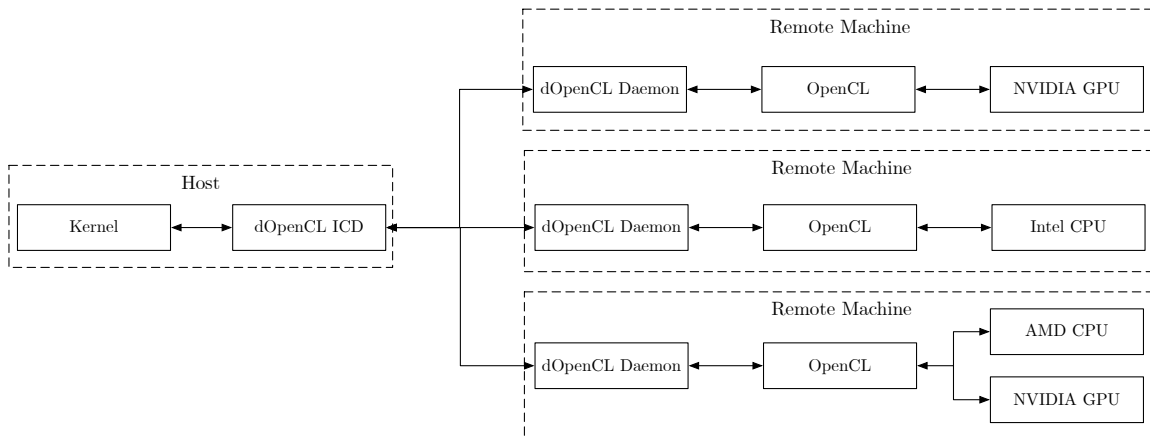 Remote Machine
dOpenCL Daemon
OpenCL
NVIDIA GPU
Host
Kernel
dOpenCL ICD
Remote Machine
dOpenCL Daemon
OpenCL
Intel CPU
Remote Machine
dOpenCL Daemon
OpenCL
AMD CPU
NVIDIA GPU